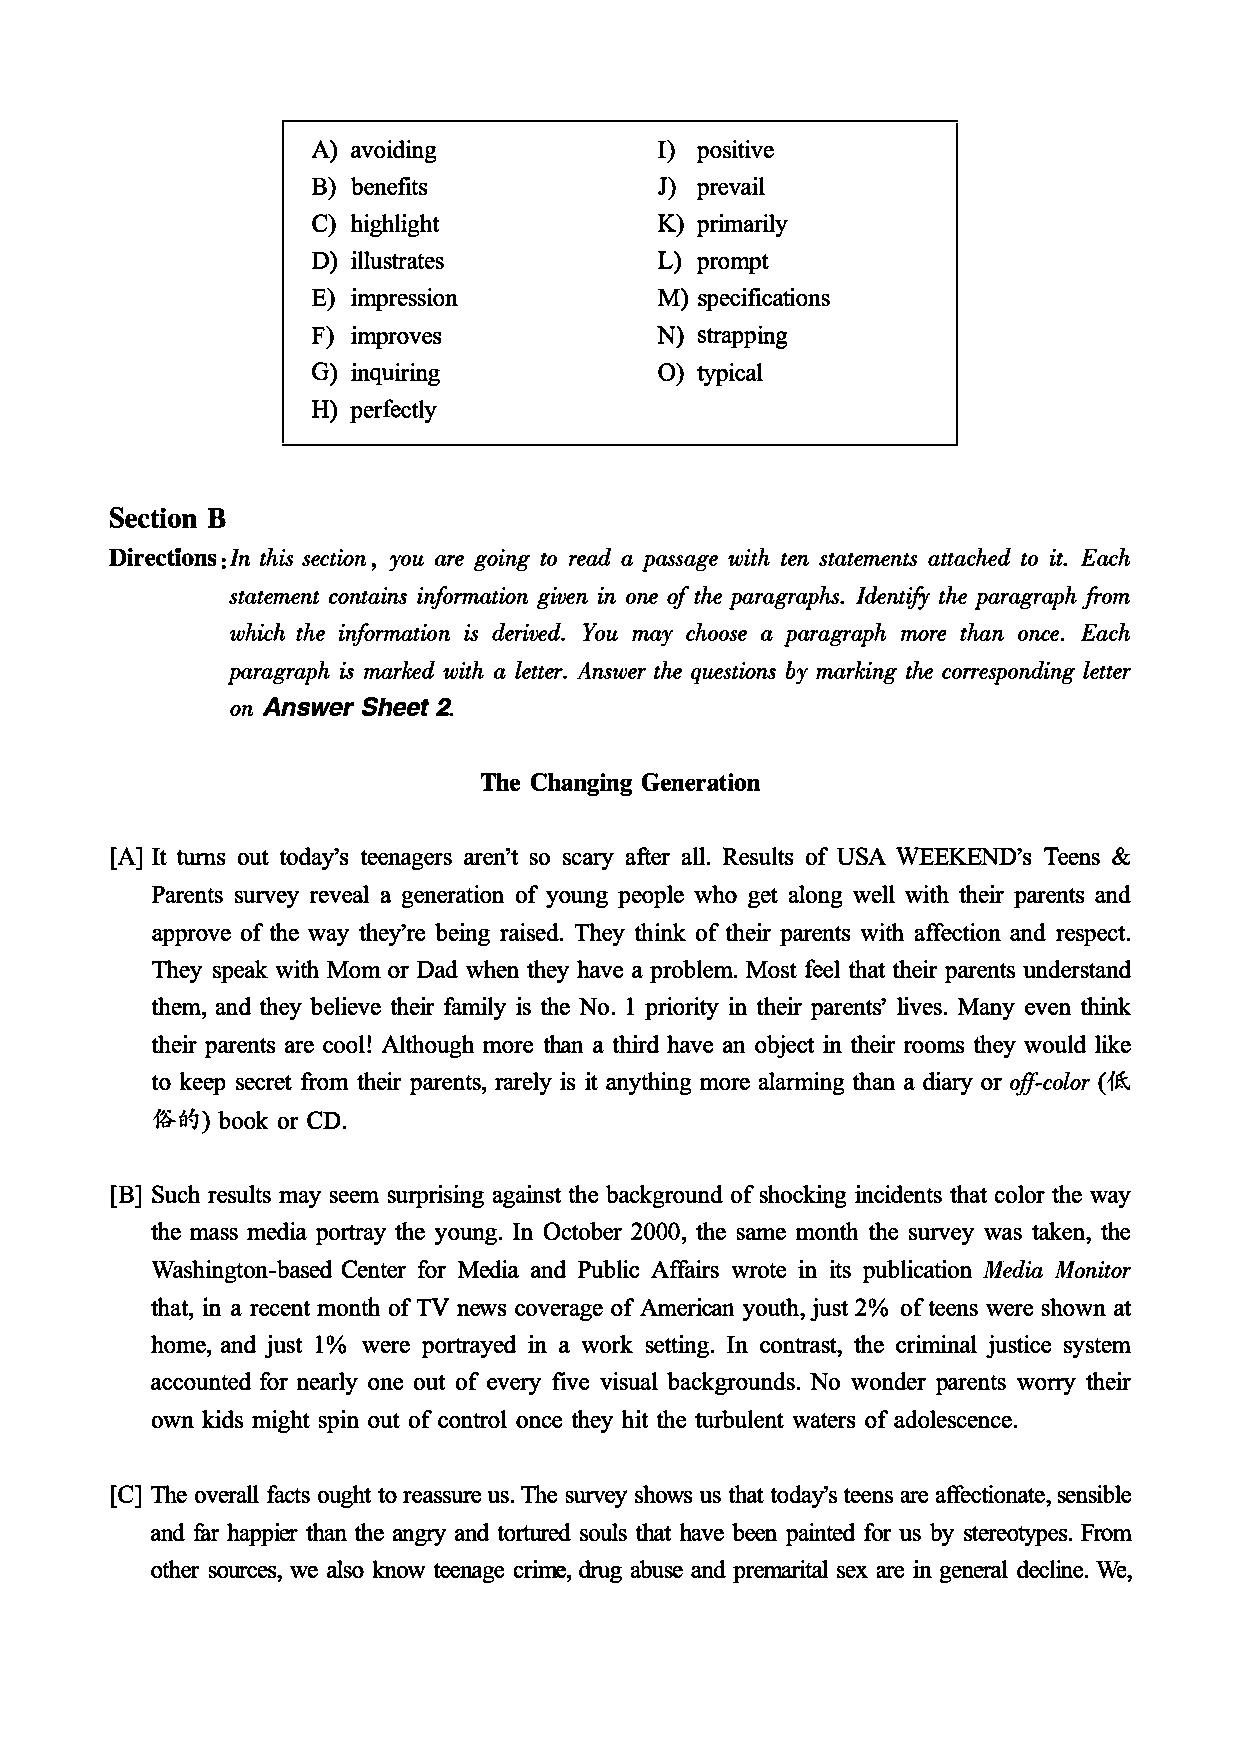 A) avoiding I) positive
B) benefits J) prevail
C) highlight K) primarily
D) illustrates L) prompt
E) impression M) specifications
F) improves N) strapping
G) inquiring O) typical
H) perfectly
Section B
Directions: In this section, you are going to read a passage with ten statements attached to it. Each
statement contains information given in one of the paragraphs. Identify the paragraph from
which the information is derived. You may choose a paragraph more than once. Each
paragraph is marked with a letter. Answer the questions by marking the corresponding letter
on Answer Sheet 2.
The Changing Generation
[A] It turns out today's teenagers aren't so scary after all. Results of USA WEEKEND's Teens &
Parents survey reveal a generation of young people who get along well with their parents and
approve of the way they're being raised. They think of their parents with affection and respect.
They speak with Mom or Dad when they have a problem. Most feel that their parents understand
them, and they believe their family is the No. 1 priority in their parents' lives. Many even think
their parents are cool! Although more than a third have an object in their rooms they would like
to keep secret from their parents, rarely is it anything more alarming than a diary or off-color (低
俗的) book or CD.
[B] Such results may seem surprising against the background of shocking incidents that color the way
the mass media portray the young. In October 2000, the same month the survey was taken, the
Washington-based Center for Media and Public Affairs wrote in its publication Media Monitor
that, in a recent month of TV news coverage of American youth, just 2% of teens were shown at
home, and just 1% were portrayed in a work setting. In contrast, the criminal justice system
accounted for nearly one out of every five visual backgrounds. No wonder parents worry their
own kids might spin out of control once they hit the turbulent waters of adolescence.
[C] The overall facts ought to reassure us. The survey shows us that today's teens are affectionate, sensible
and far happier than the angry and tortured souls that have been painted for us by stereotypes. From
other sources, we also know teenage crime, drug abuse and premarital sex are in general decline. We,